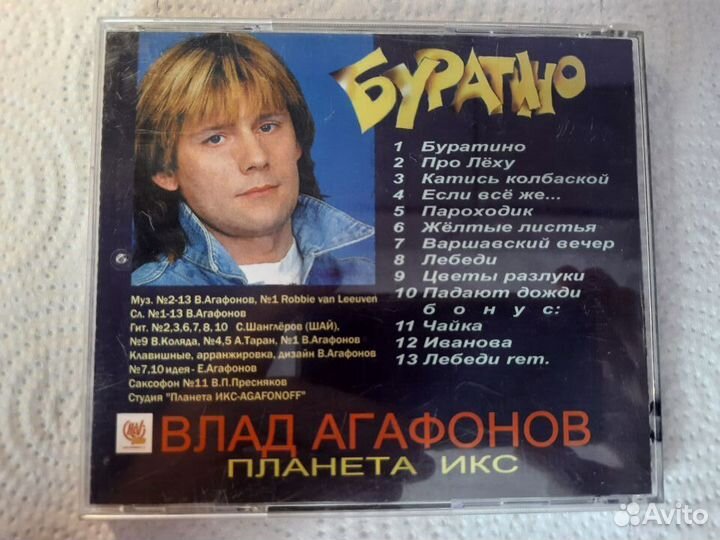 БУРАТИНО
1 Буратино
2 Про Лёху
3 Катись колбаской
4 Если всё же...
5 Пароходик
6 Жёлтые листья
7 Варшавский вечер
8 Лебеди
9 Цветы разлуки
10 Падают дожди
бонус:
11 Чайка
12 Иванова
13 Лебеди rem.
Муз. №2-13 В.Агафонов, №1 Robbie van Leeuven
Сл. №1-13 В.Агафонов
Гит. №2,3,6,7,8,10 С.Шанглёров (ШАЙ),
№9 В.Коляда, №4,5 А.Таран, №1 В.Агафонов
Клавишные, арранжировка, дизайн В.Агафонов
№7,10 идея - Е.Агафонов
Саксофон №11 В.П.Пресняков
Студия "Планета ИКС-AGAFONOFF"
ВЛАД АГАФОНОВ
ПЛАНЕТА ИКС
Avito